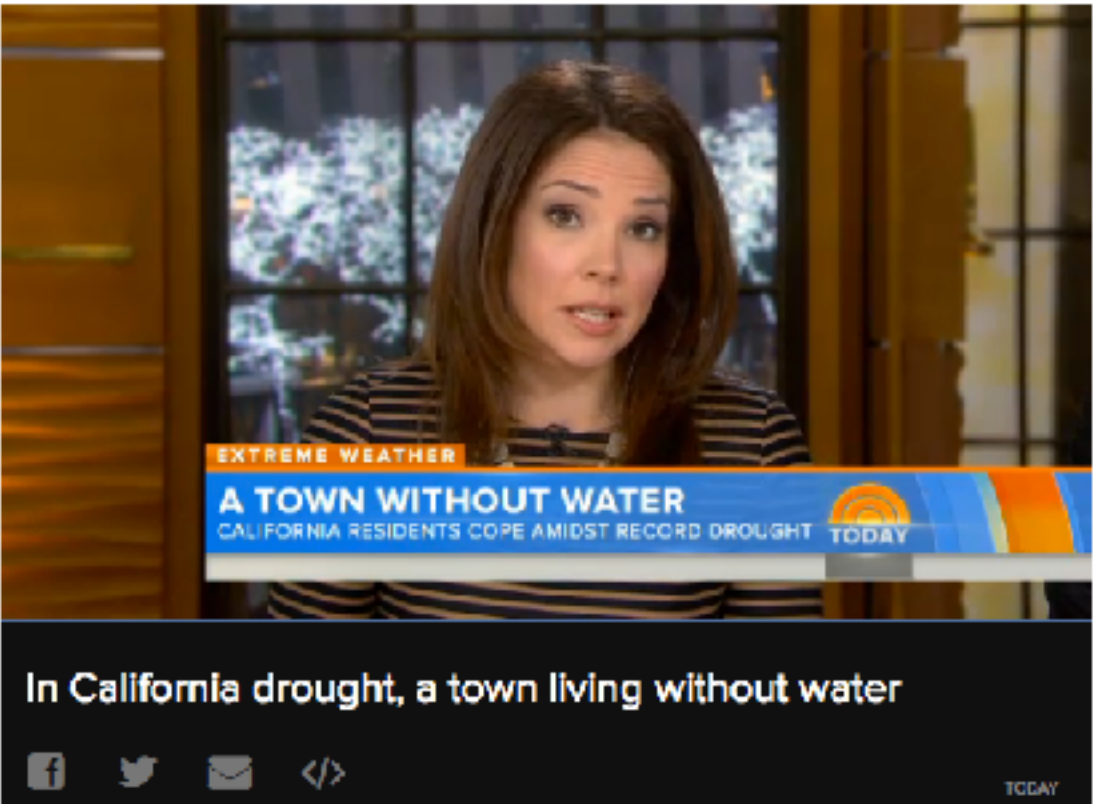 EXTREME WEATHER
A TOWN WITHOUT WATER
CALIFORNIA RESIDENTS COPE AMIDST RECORD DROUGHT
TODAY
In California drought, a town living without water
f
</>
TODAY